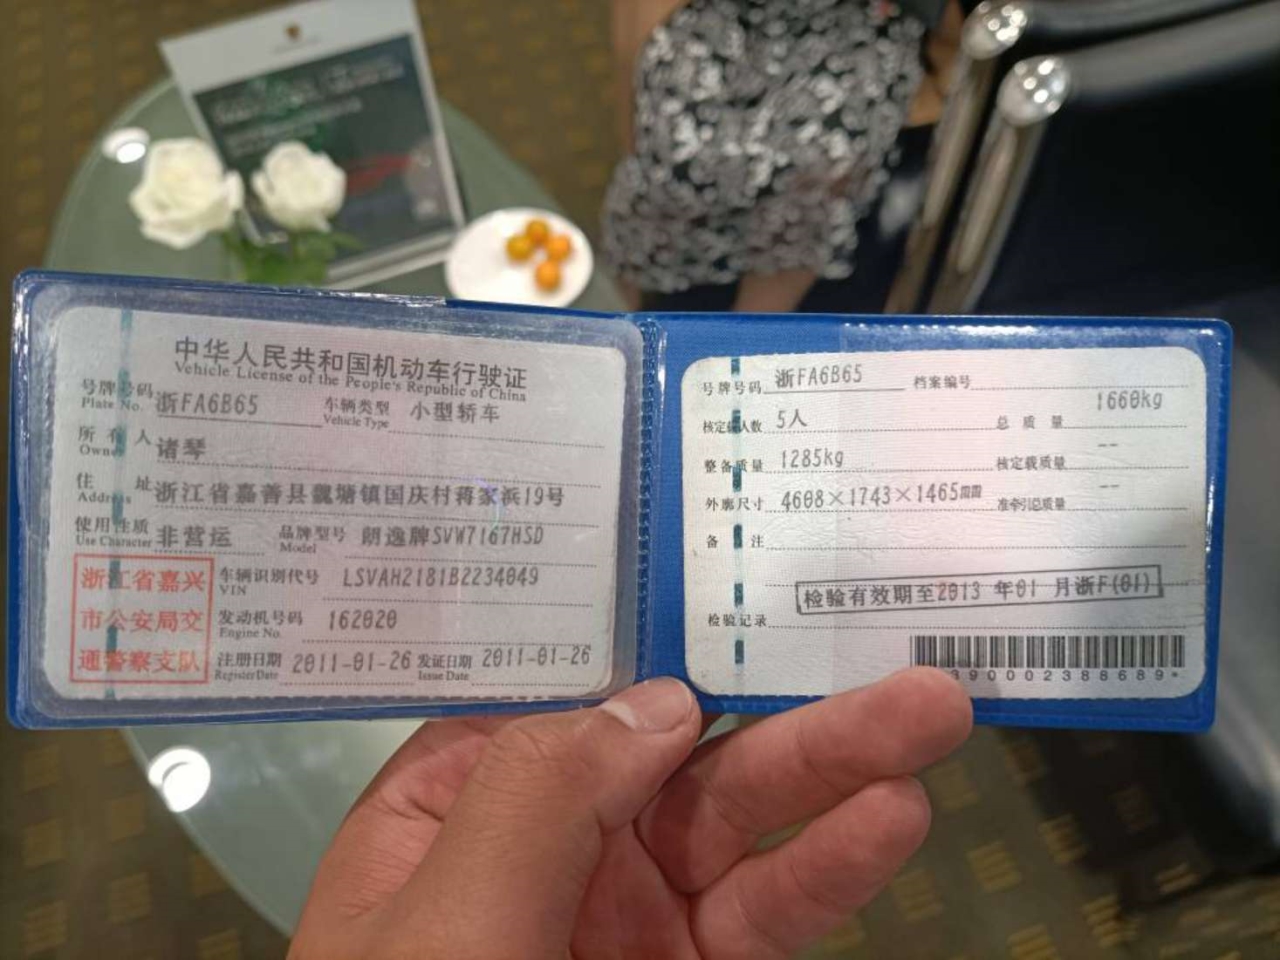 中华人民共和国机动车行驶证
Vehicle License of the People's Republic of China
号牌号码 浙FA6B65 车辆类型 小型轿车
Plate No. Vehicle Type
所有人 诸琴
Owner
住址 浙江省嘉善县魏塘镇国庆村蒋家浜19号
Address
使用性质 非营运 品牌型号 朗逸牌SVW7167HSD
Use Character Model
浙江省嘉兴
市公安局交
通警察支队
车辆识别代号 LSVAH2181B2234049
VIN
发动机号码 162020
Engine No.
注册日期 2011-01-26 发证日期 2011-01-26
Register Date Issue Date
号牌号码 浙FA6B65 档案编号
核定载人数 5人 总质量 1660kg
整备质量 1285kg 核定载质量 --
外廓尺寸 4608×1743×1465mm 准牵引总质量 --
备注
检验有效期至2013 年01 月浙F(01)
检验记录
390002388689*